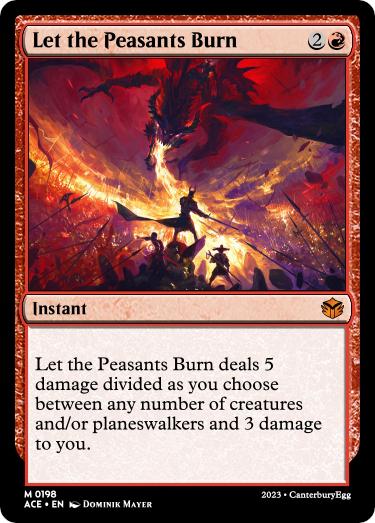 Let the Peasants Burn 2
Instant
Let the Peasants Burn deals 5
damage divided as you choose
between any number of creatures
and/or planeswalkers and 3 damage
to you.
M 0198
ACE • EN DOMINIK MAYER
2023 • CanterburyEgg